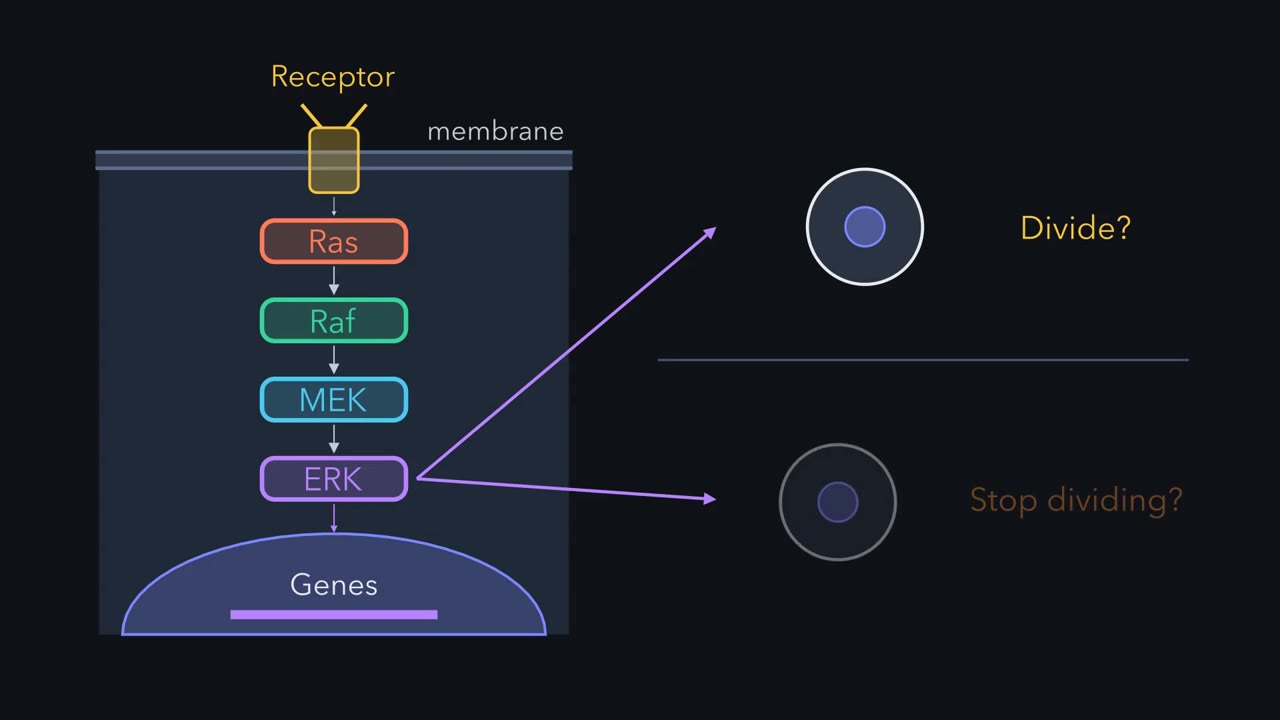 Receptor
membrane
Ras
Raf
MEK
ERK
Genes
Divide?
Stop dividing?